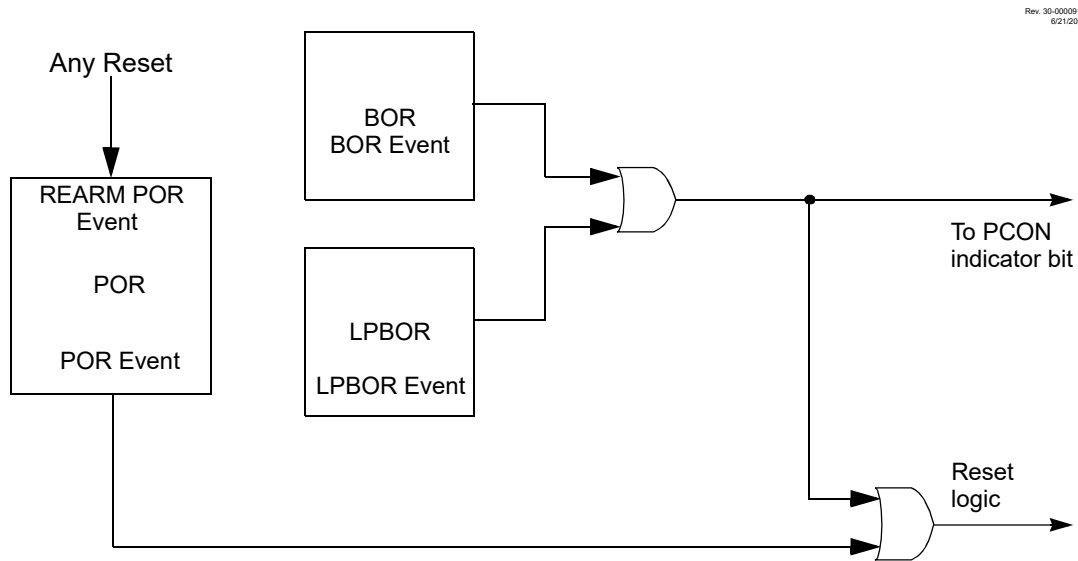 Rev. 30-00009
6/21/20
Any Reset
REARM POR
Event
POR
POR Event
BOR
BOR Event
LPBOR
LPBOR Event
To PCON
indicator bit
Reset
logic